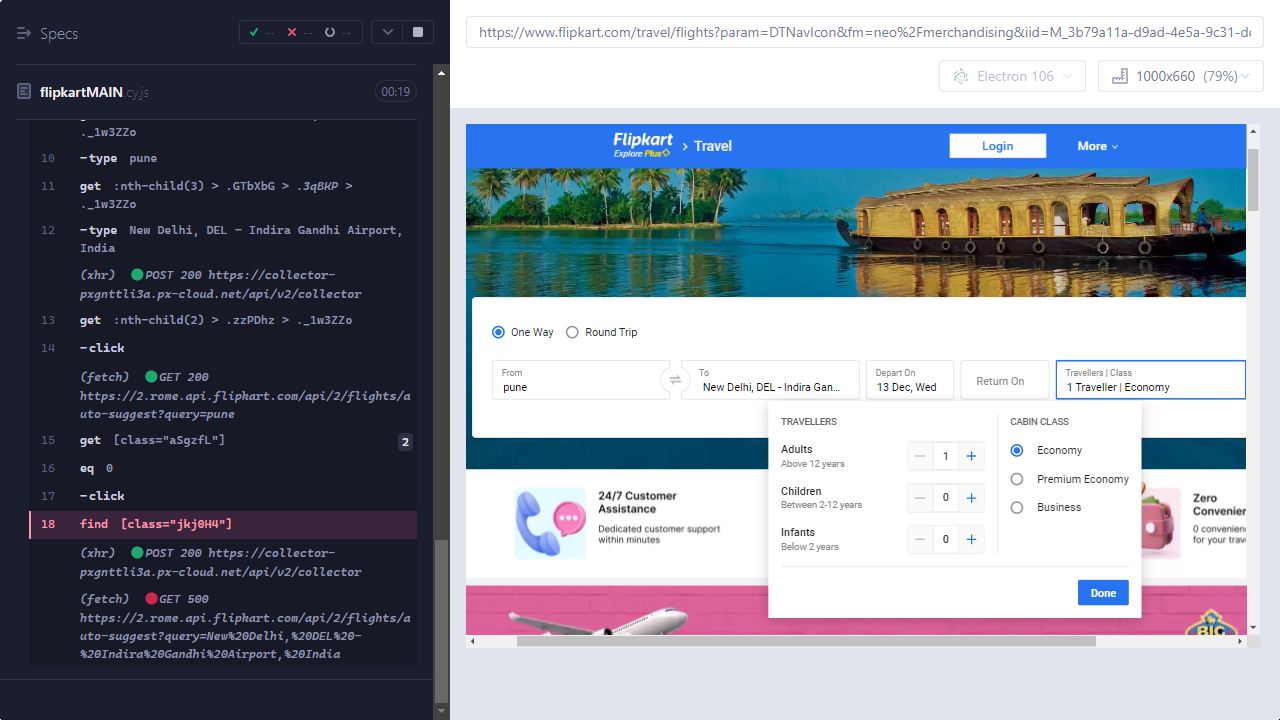 Specs
-- -- --
flipkartMAIN.cy.js
00:19
._1w3ZZo
10 -type pune
11 get :nth-child(3) > .GTbXbG > .3qBKP >
._1w3ZZo
12 -type New Delhi, DEL - Indira Gandhi Airport,
India
(xhr) POST 200 https://collector-
pxgnttli3a.px-cloud.net/api/v2/collector
13 get :nth-child(2) > .zzPDhz > ._1w3ZZo
14 -click
(fetch) GET 200
https://2.rome.api.flipkart.com/api/2/flights/a
uto-suggest?query=pune
15 get [class="aSgzfL"] 2
16 eq 0
17 -click
18 find [class="jkj0H4"]
(xhr) POST 200 https://collector-
pxgnttli3a.px-cloud.net/api/v2/collector
(fetch) GET 500
https://2.rome.api.flipkart.com/api/2/flights/a
uto-suggest?query=New%20Delhi,%20DEL%20-
%20Indira%20Gandhi%20Airport,%20India
https://www.flipkart.com/travel/flights?param=DTNavIcon&fm=neo%2Fmerchandising&iid=M_3b79a11a-d9ad-4e5a-9c31-dc
Electron 106
1000x660 (79%)
Flipkart
Explore Plus
Travel
Login
More
One Way
Round Trip
From
pune
To
New Delhi, DEL - Indira Gan...
Depart On
13 Dec, Wed
Return On
Travellers | Class
1 Traveller | Economy
TRAVELLERS
Adults
Above 12 years
1
Children
Between 2-12 years
0
Infants
Below 2 years
0
CABIN CLASS
Economy
Premium Economy
Business
Done
24/7 Customer
Assistance
Dedicated customer support
within minutes
Zero
Convenien
0 convenience
for your trave
BIG